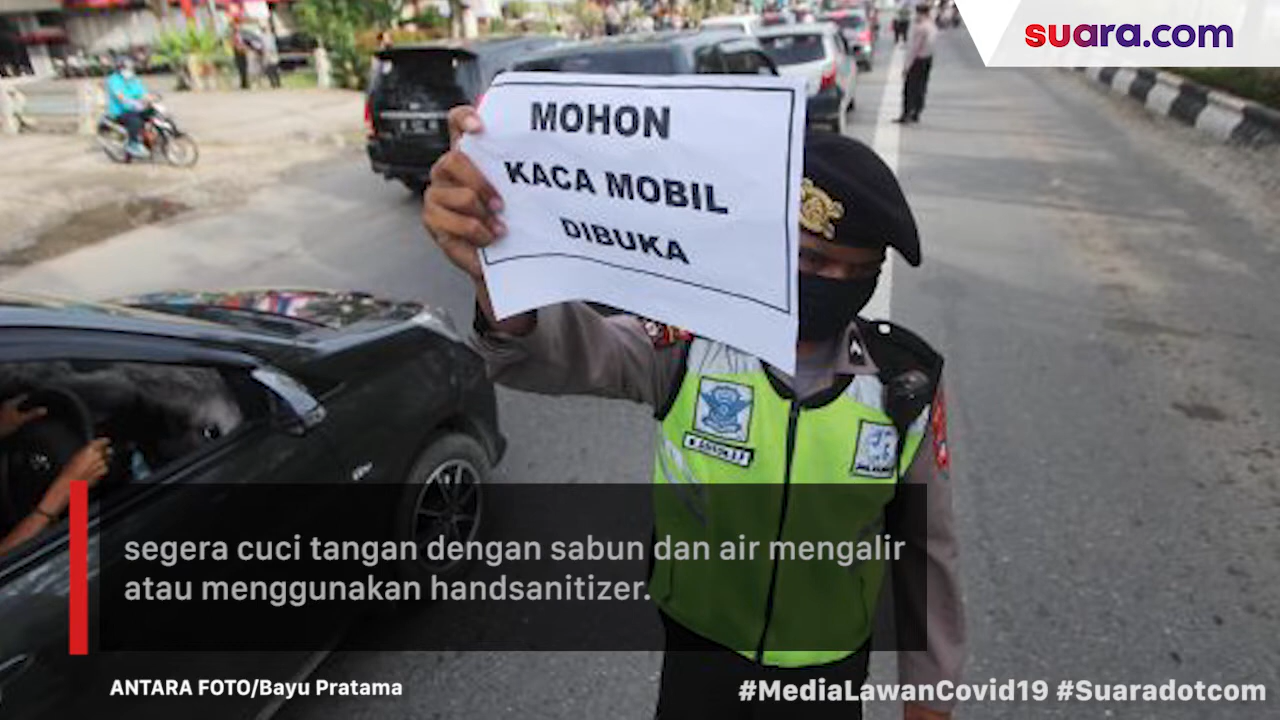 suara.com
MOHON
KACA MOBIL
DIBUKA
segera cuci tangan dengan sabun dan air mengalir
atau menggunakan handsanitizer.
ANTARA FOTO/Bayu Pratama
#MediaLawanCovid19 #Suaradotcom